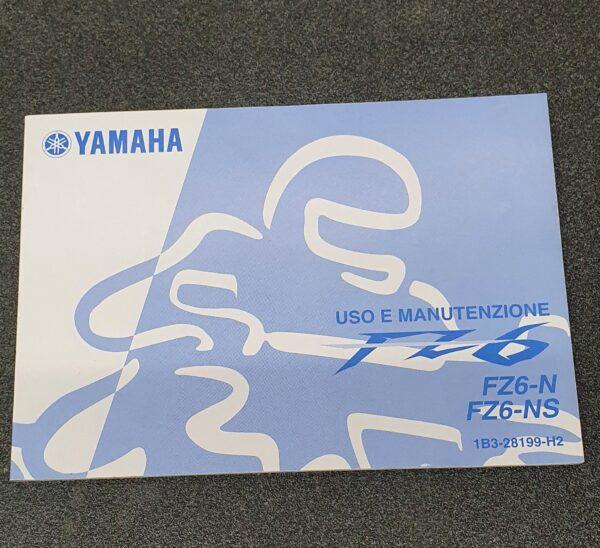 YAMAHA
USO E MANUTENZIONE
FZ6
FZ6-N
FZ6-NS
1B3-28199-H2